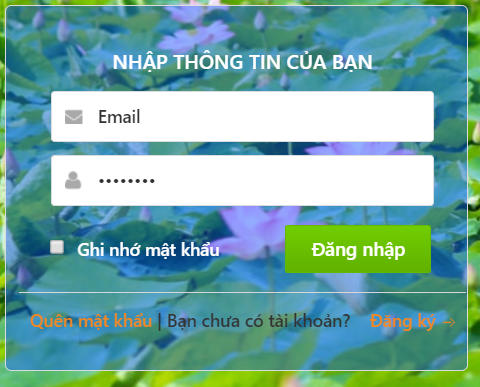 NHẬP THÔNG TIN CỦA BẠN
Email
••••••••
Ghi nhớ mật khẩu
Đăng nhập
Quên mật khẩu | Bạn chưa có tài khoản? Đăng ký →